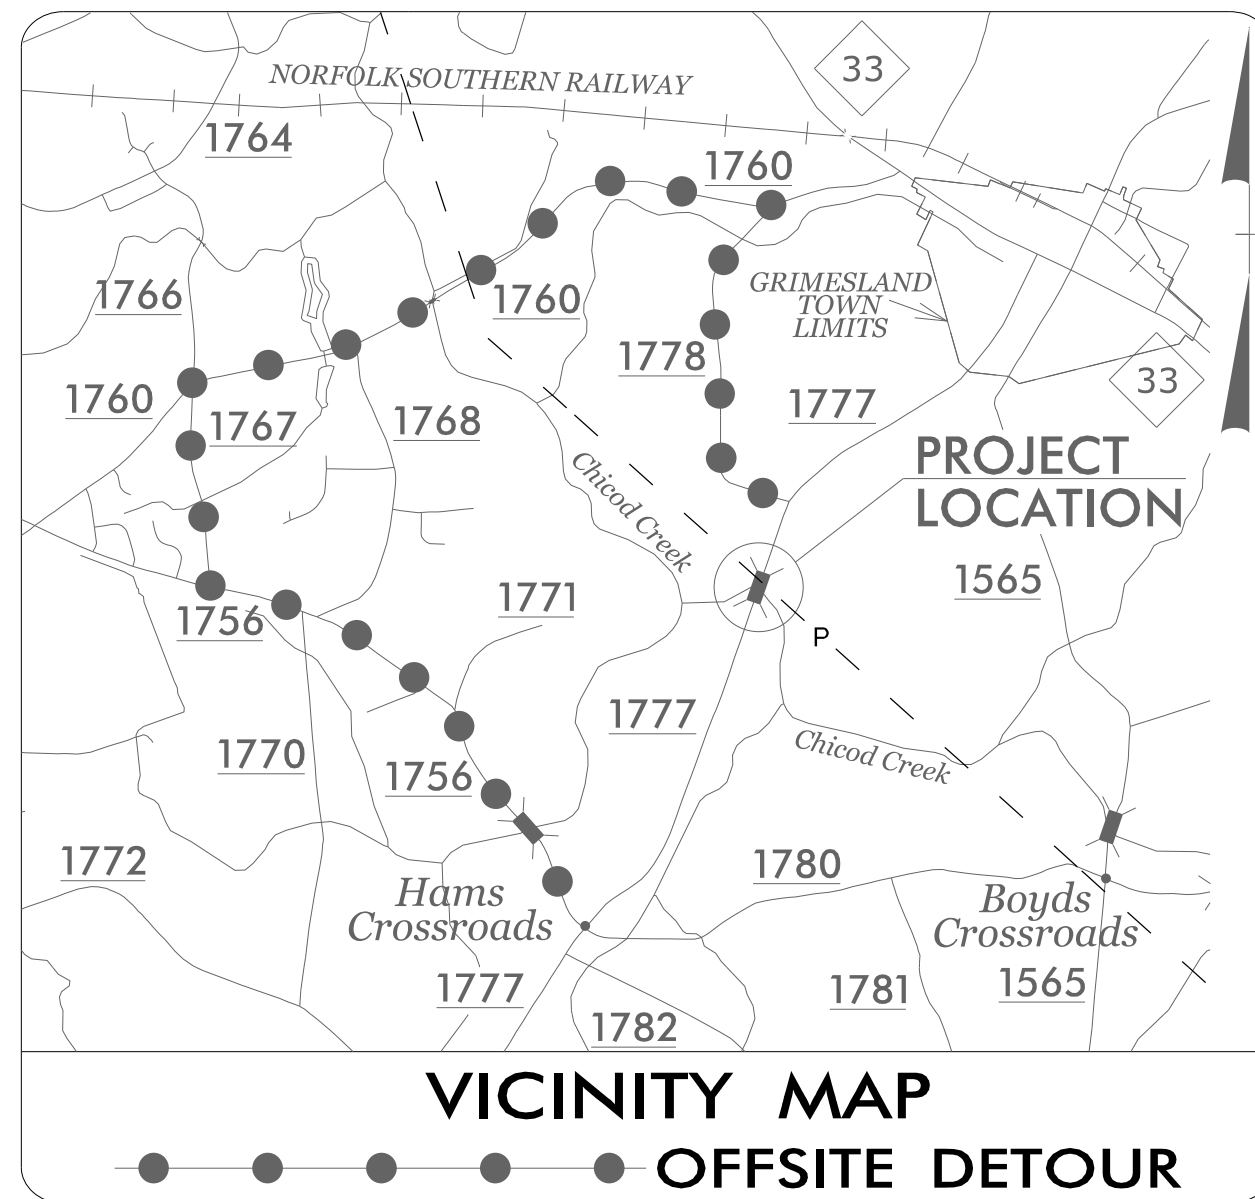 33
NORFOLK SOUTHERN RAILWAY
1764
1760
1766
1760
GRIMESLAND
TOWN
LIMITS
1778
33
1760
1767
1768
1777
PROJECT
LOCATION
Chicod Creek
1565
1771
1756
P
1777
1770
1756
Chicod Creek
1772
1780
Hams
Crossroads
Boyds
Crossroads
1777
1781
1565
1782
VICINITY MAP
OFFSITE DETOUR